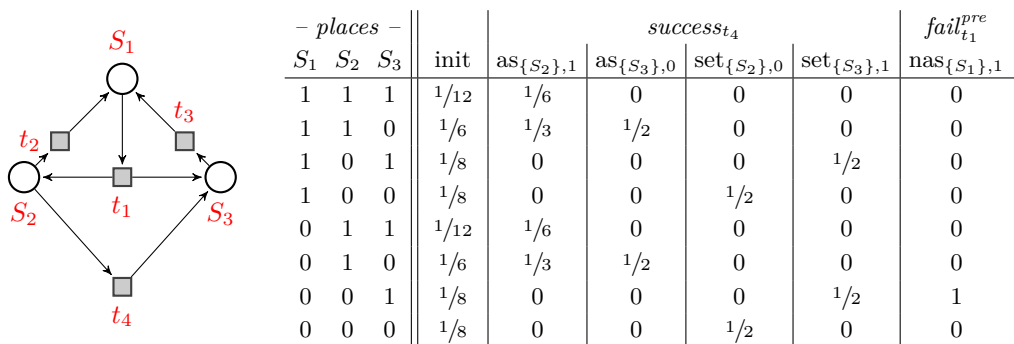 S₁
t₂ t₃
S₂ t₁ S₃
t₄
– places – success_{t₄} fail^{pre}_{t₁}
S₁ S₂ S₃ init as_{{S₂},1} as_{{S₃},0} set_{{S₂},0} set_{{S₃},1} nas_{{S₁},1}
1 1 1 1/12 1/6 0 0 0 0
1 1 0 1/6 1/3 1/2 0 0 0
1 0 1 1/8 0 0 0 1/2 0
1 0 0 1/8 0 0 1/2 0 0
0 1 1 1/12 1/6 0 0 0 0
0 1 0 1/6 1/3 1/2 0 0 0
0 0 1 1/8 0 0 0 1/2 1
0 0 0 1/8 0 0 1/2 0 0